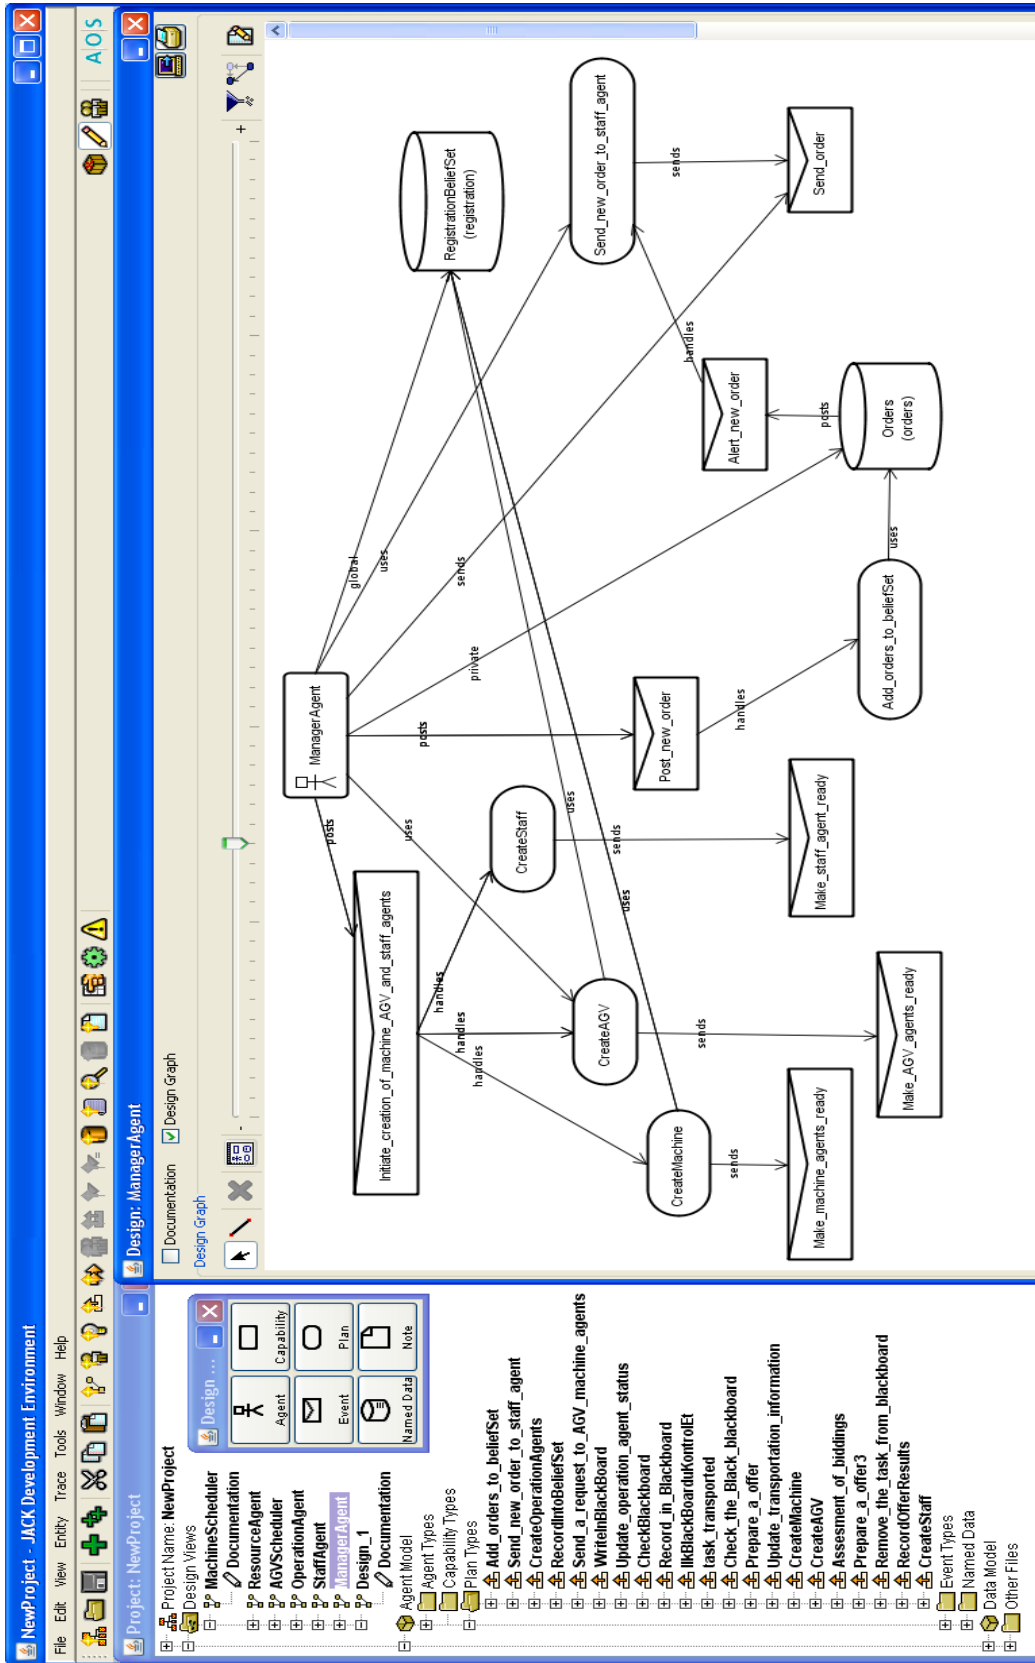 NewProject - JACK Development Environment
File Edit View Entity Trace Tools Window Help
AOS
Project: NewProject
Project Name: NewProject
Design Views
MachineScheduler
Documentation
ResourceAgent
AGVScheduler
OperationAgent
StaffAgent
ManagerAgent
Design_1
Documentation
Agent Model
Agent Types
Capability Types
Plan Types
Add_orders_to_beliefSet
Send_new_order_to_staff_agent
CreateOperationAgents
RecordIntoBeliefSet
Send_a_request_to_AGV_machine_agents
WriteInBlackBoard
Update_operation_agent_status
CheckBlackboard
Record_in_Blackboard
IlkBlackBoarduKontrolEt
task_transported
Check_the_Black_blackboard
Prepare_a_offer
Update_transportation_information
CreateMachine
CreateAGV
Assesment_of_biddings
Prepare_a_offer3
Remove_the_task_from_blackboard
RecordOfferResults
CreateStaff
Event Types
Named Data
Data Model
Other Files
Design ...
Agent
Capability
Event
Plan
Named Data
Note
Design: ManagerAgent
Documentation
Design Graph
Design Graph
-
+
ManagerAgent
posts
uses
posts
private
sends
uses
global
Initiate_creation_of_machine_AGV_and_staff_agents
handles
handles
handles
CreateStaff
CreateAGV
CreateMachine
sends
sends
sends
uses
uses
Make_machine_agents_ready
Make_AGV_agents_ready
Make_staff_agent_ready
Post_new_order
handles
Add_orders_to_beliefSet
uses
Orders
(orders)
posts
Alert_new_order
handles
RegistrationBeliefSet
(registration)
Send_new_order_to_staff_agent
sends
Send_order